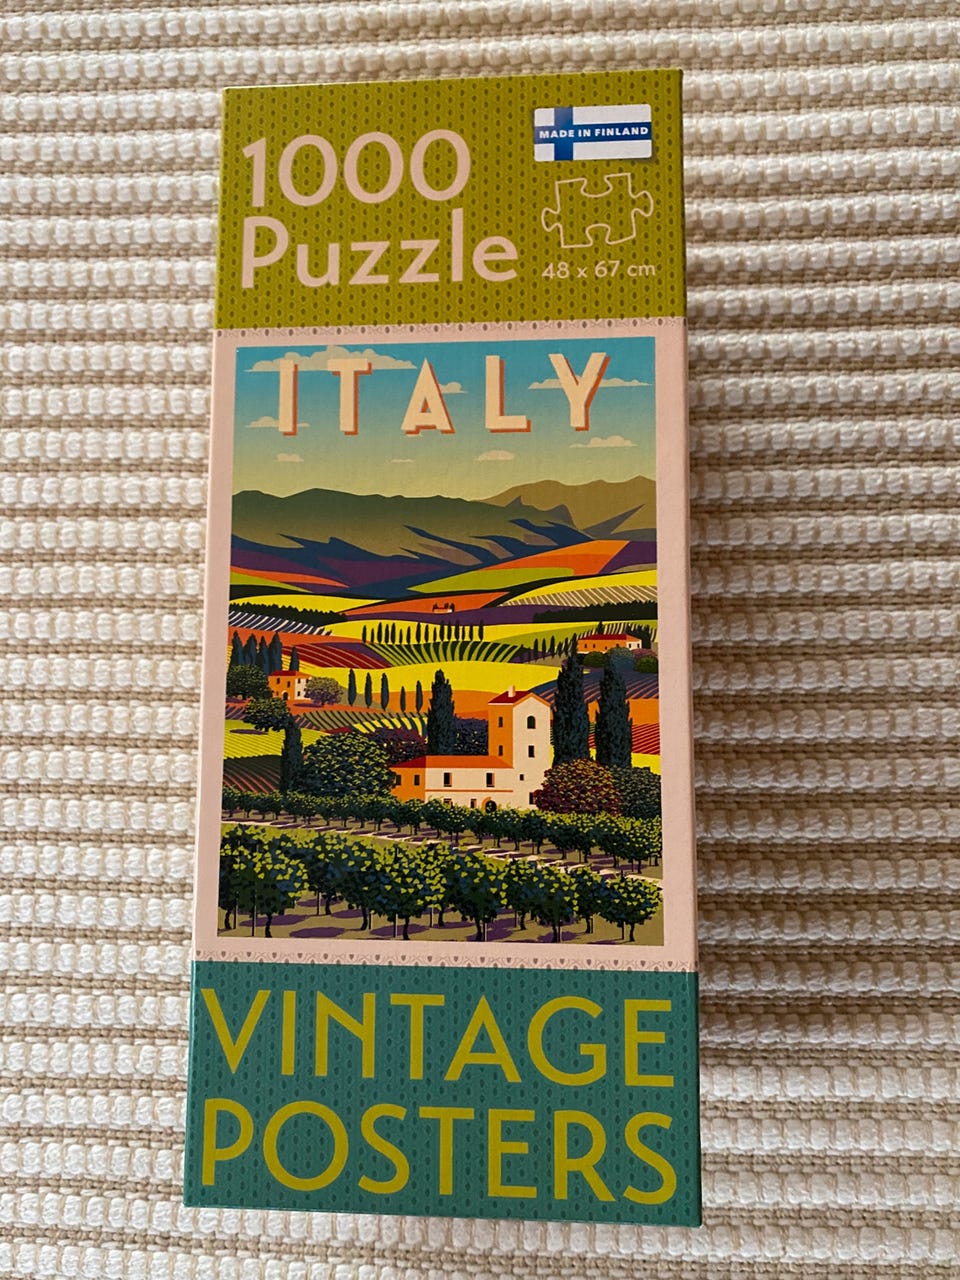 1000
Puzzle
MADE IN FINLAND
48 x 67 cm
ITALY
VINTAGE
POSTERS